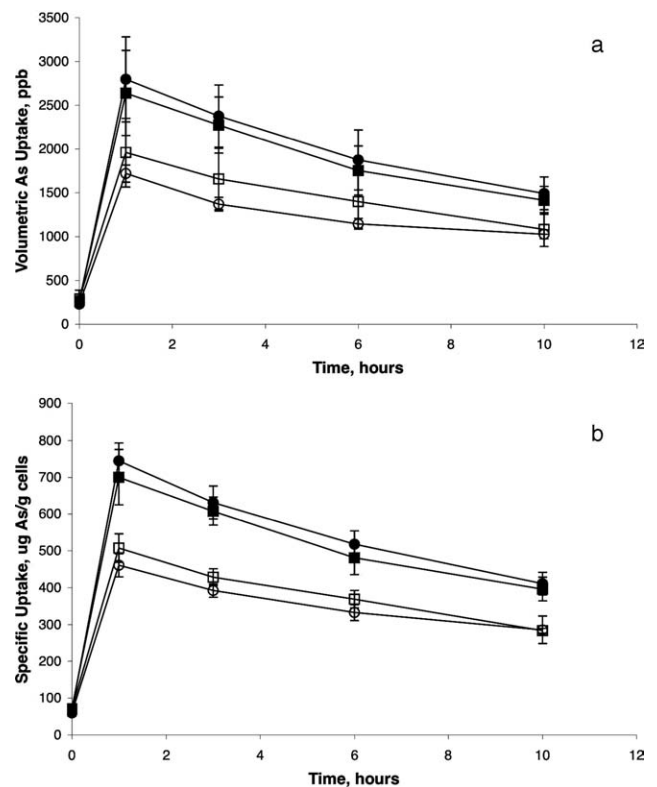 a
3500
3000
2500
2000
1500
1000
500
0
Volumetric As Uptake, ppb
0 2 4 6 8 10 12
Time, hours
b
900
800
700
600
500
400
300
200
100
0
Specific Uptake, ug As/g cells
0 2 4 6 8 10 12
Time, hours